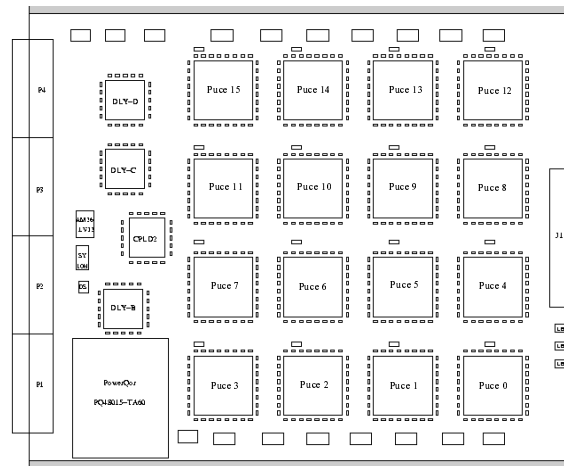 Puce 15
Puce 14
Puce 13
Puce 12
P4
DLY-D
P3
DLY-C
Puce 11
Puce 10
Puce 9
Puce 8
CPLD2
J1
P2
SY
DS
DLY-B
Puce 7
Puce 6
Puce 5
Puce 4
P1
PowerQor
PQ48015-TA60
Puce 3
Puce 2
Puce 1
Puce 0